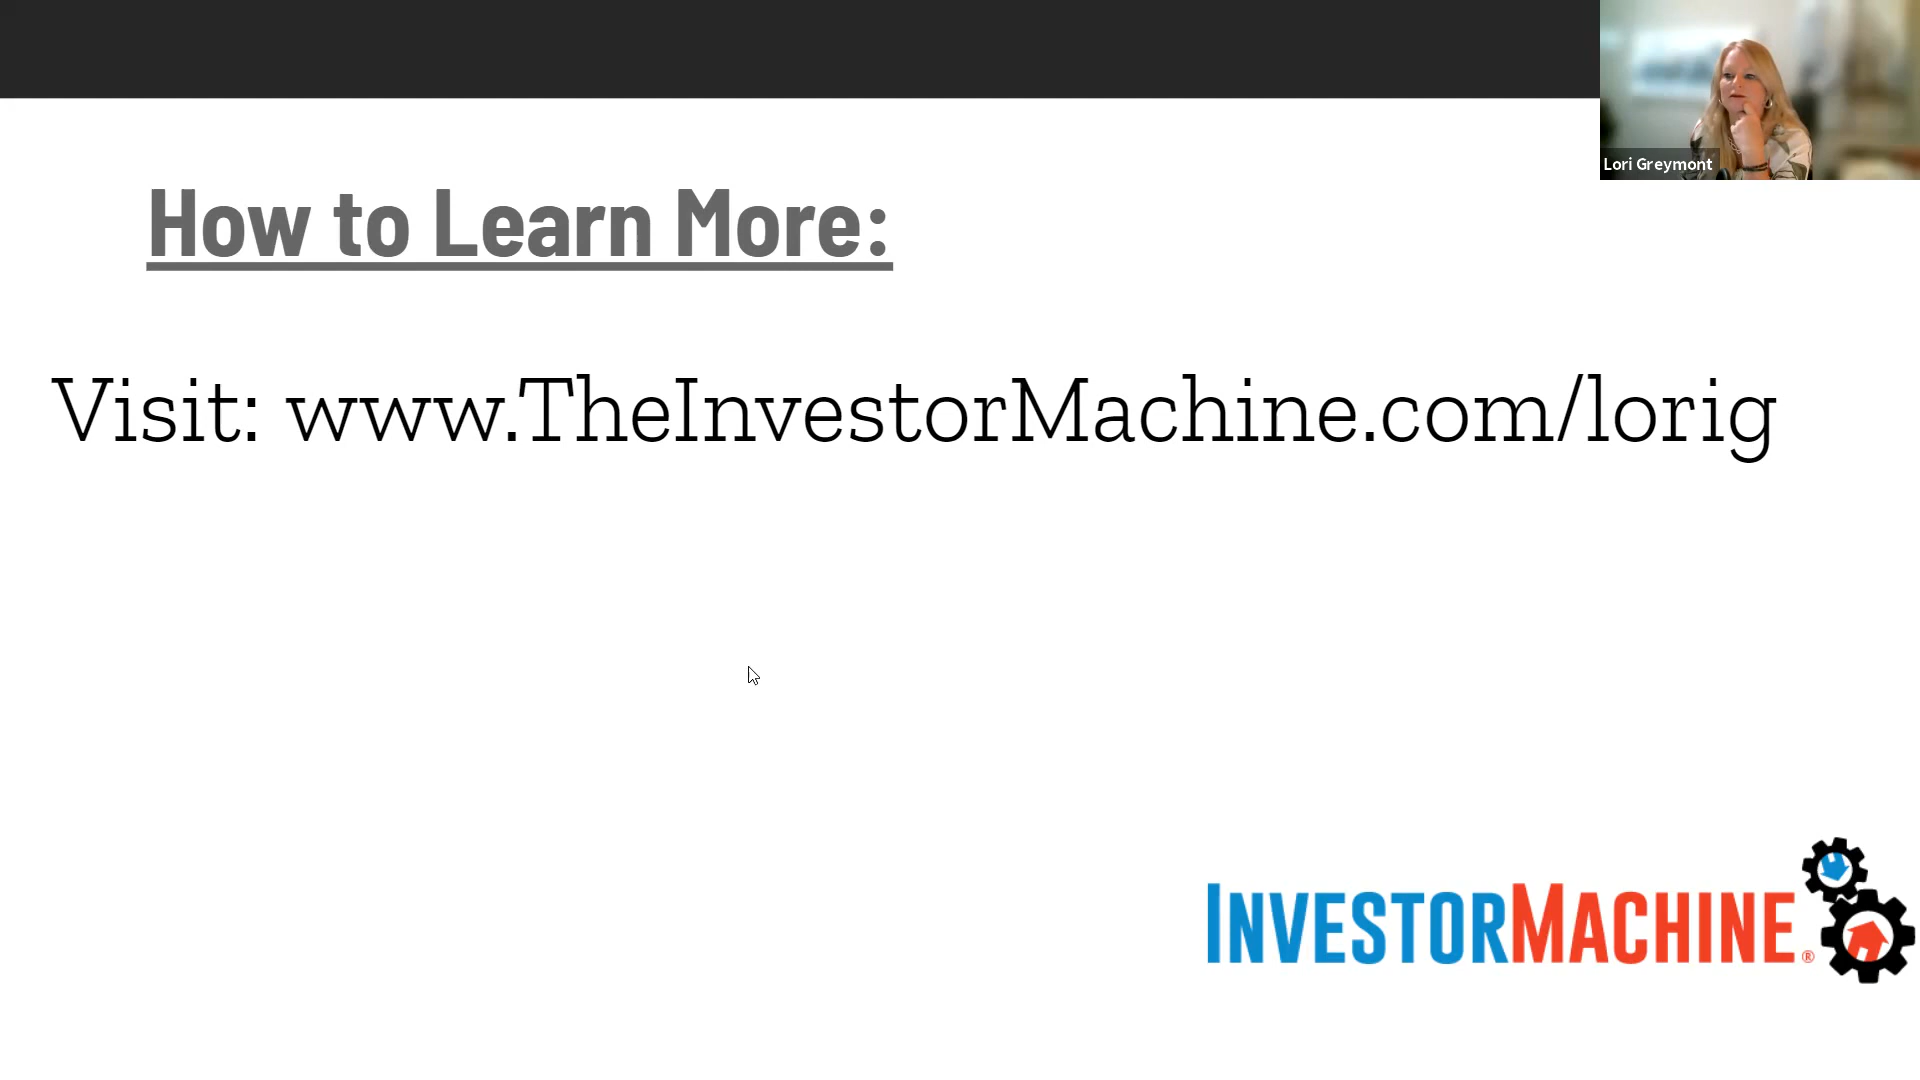 Lori Greymont
How to Learn More:
Visit: www.TheInvestorMachine.com/lorig
INVESTORMACHINE®